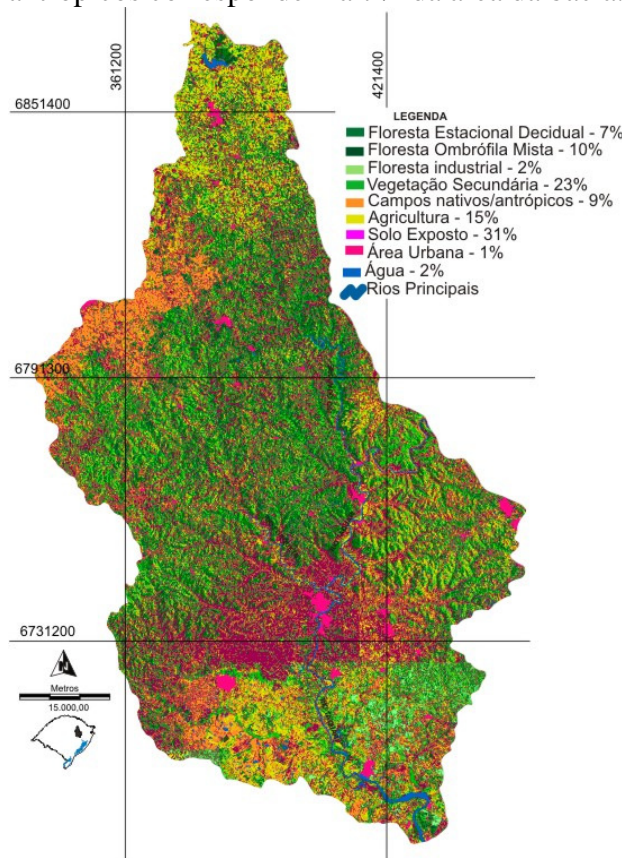 361200
421400
6851400
LEGENDA
Floresta Estacional Decidual - 7%
Floresta Ombrófila Mista - 10%
Floresta industrial - 2%
Vegetação Secundária - 23%
Campos nativos/antrópicos - 9%
Agricultura - 15%
Solo Exposto - 31%
Área Urbana - 1%
Água - 2%
Rios Principais
6791300
6731200
N
Metros
15.000,00